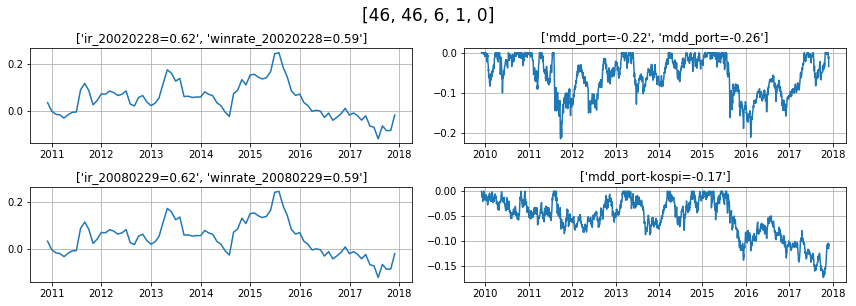 [46, 46, 6, 1, 0]
['ir_20020228=0.62', 'winrate_20020228=0.59']
0.2
0.0
2011 2012 2013 2014 2015 2016 2017 2018
['mdd_port=-0.22', 'mdd_port=-0.26']
0.0
−0.1
−0.2
2010 2011 2012 2013 2014 2015 2016 2017 2018
['ir_20080229=0.62', 'winrate_20080229=0.59']
0.2
0.0
2011 2012 2013 2014 2015 2016 2017 2018
['mdd_port-kospi=-0.17']
0.00
−0.05
−0.10
−0.15
2010 2011 2012 2013 2014 2015 2016 2017 2018